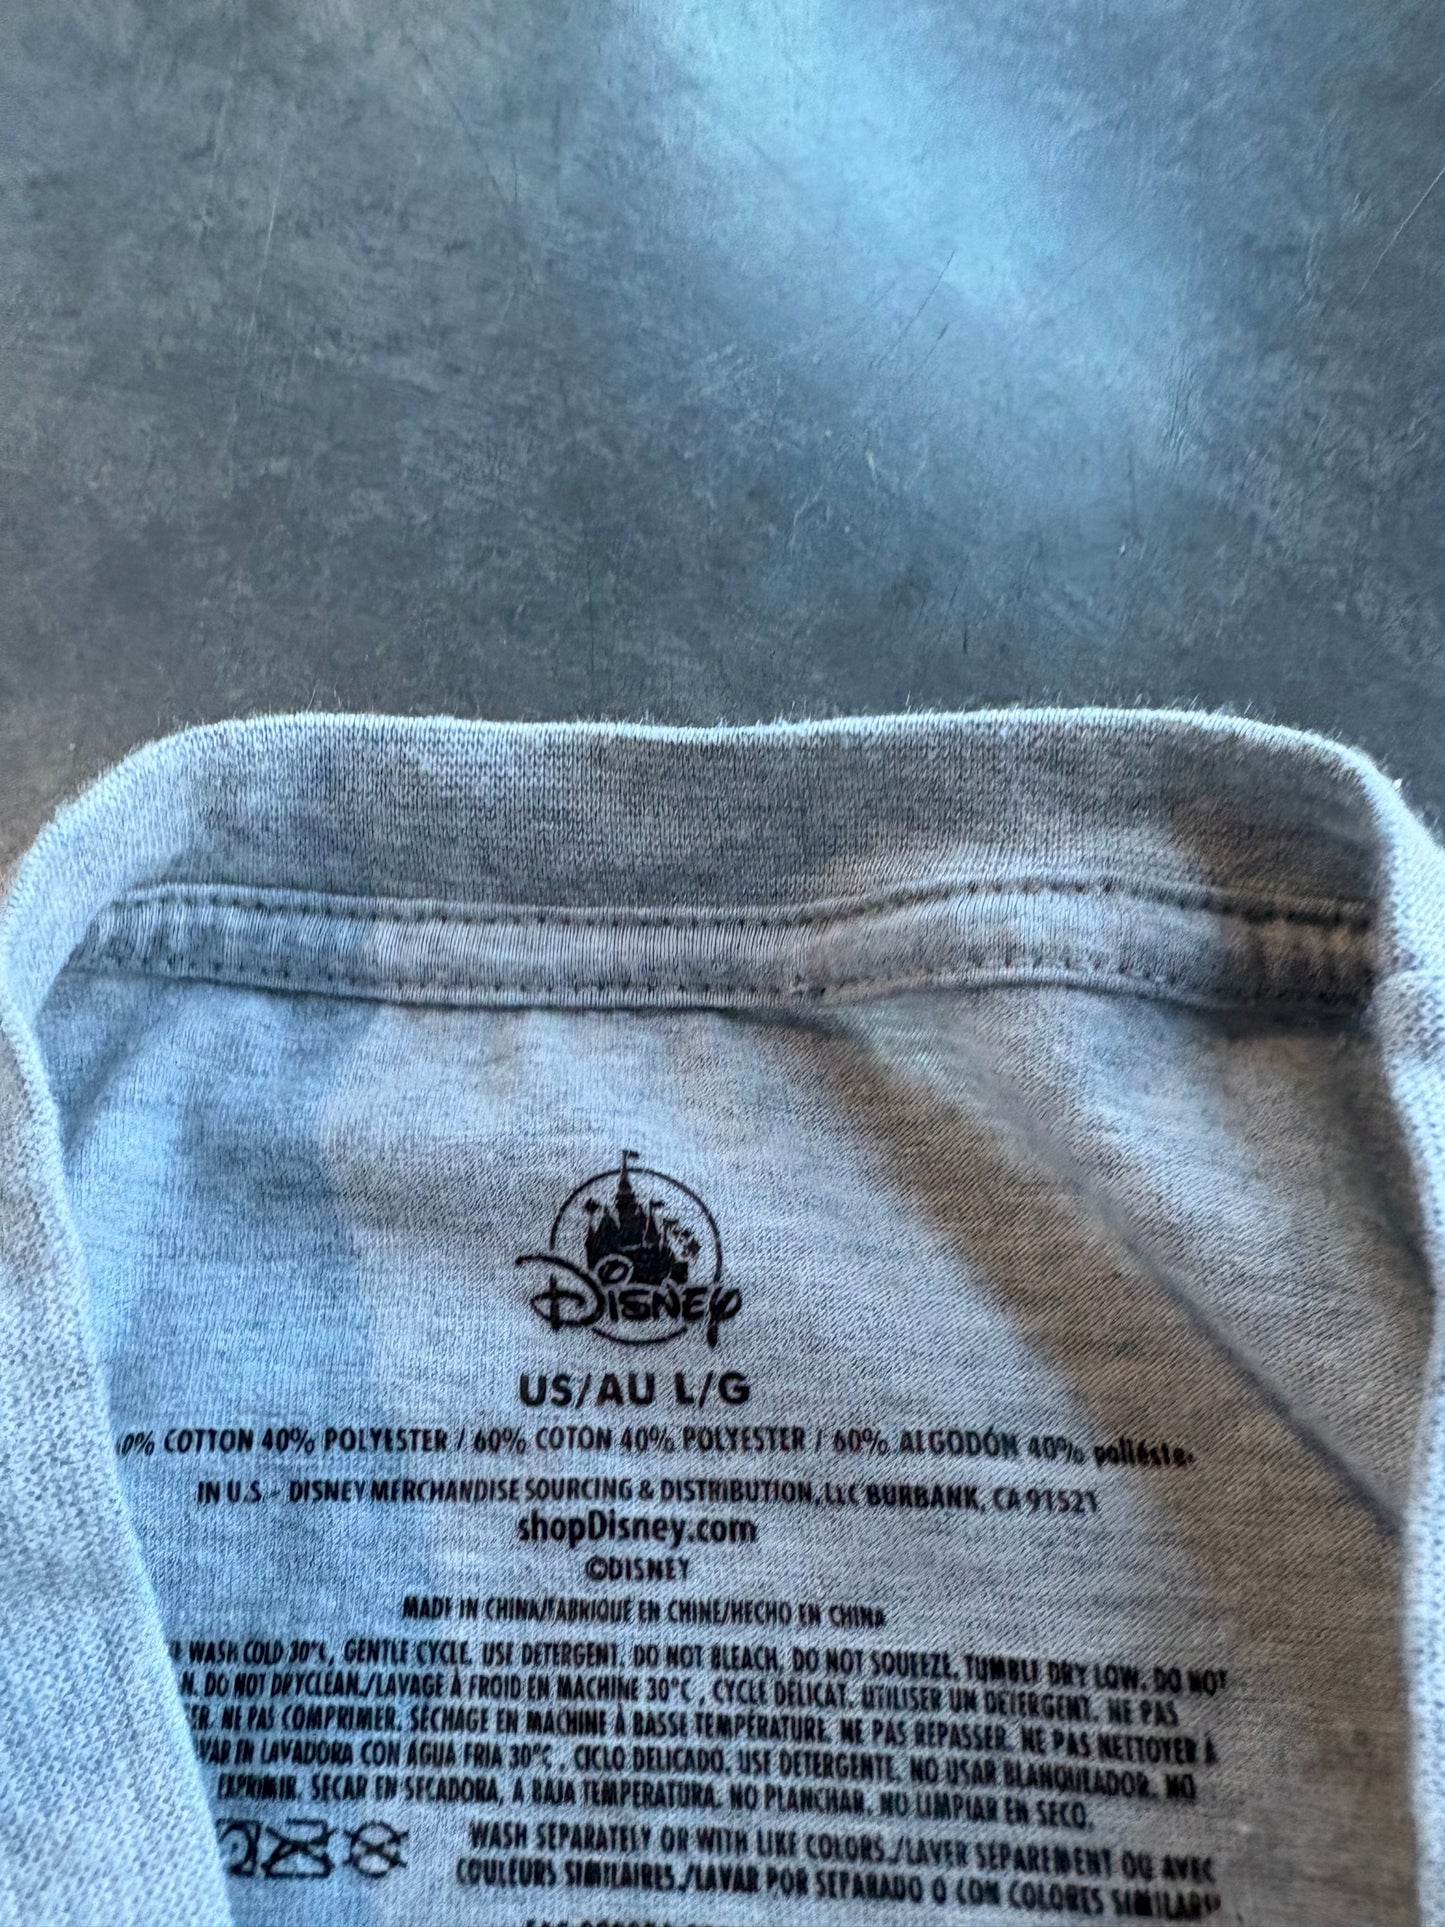 DISNEY
US/AU L/G
0% COTTON 40% POLYESTER / 60% COTON 40% POLYESTER / 60% ALGODÓN 40% poliéste.
IN U.S. - DISNEY MERCHANDISE SOURCING & DISTRIBUTION, LLC BURBANK, CA 91521
shopDisney.com
©DISNEY
MADE IN CHINA/FABRIQUÉ EN CHINE/HECHO EN CHINA
WASH COLD 30°C, GENTLE CYCLE. USE DETERGENT. DO NOT BLEACH, DO NOT SQUEEZE. TUMBLE DRY LOW. DO NOT
N. DO NOT DRYCLEAN./LAVAGE À FROID EN MACHINE 30°C, CYCLE DÉLICAT. UTILISER UN DÉTERGENT. NE PAS
ER. NE PAS COMPRIMER. SÉCHAGE EN MACHINE À BASSE TEMPÉRATURE. NE PAS REPASSER. NE PAS NETTOYER À
VAR EN LAVADORA CON AGUA FRIA 30°C, CICLO DELICADO. USE DETERGENTE. NO USAR BLANQUEADOR. NO
EXPRIMIR. SECAR EN SECADORA, A BAJA TEMPERATURA. NO PLANCHAR. NO LIMPIAR EN SECO.
WASH SEPARATELY OR WITH LIKE COLORS./LAVER SÉPARÉMENT OU AVEC
COULEURS SIMILAIRES./LAVAR POR SEPARADO O CON COLORES SIMILAR